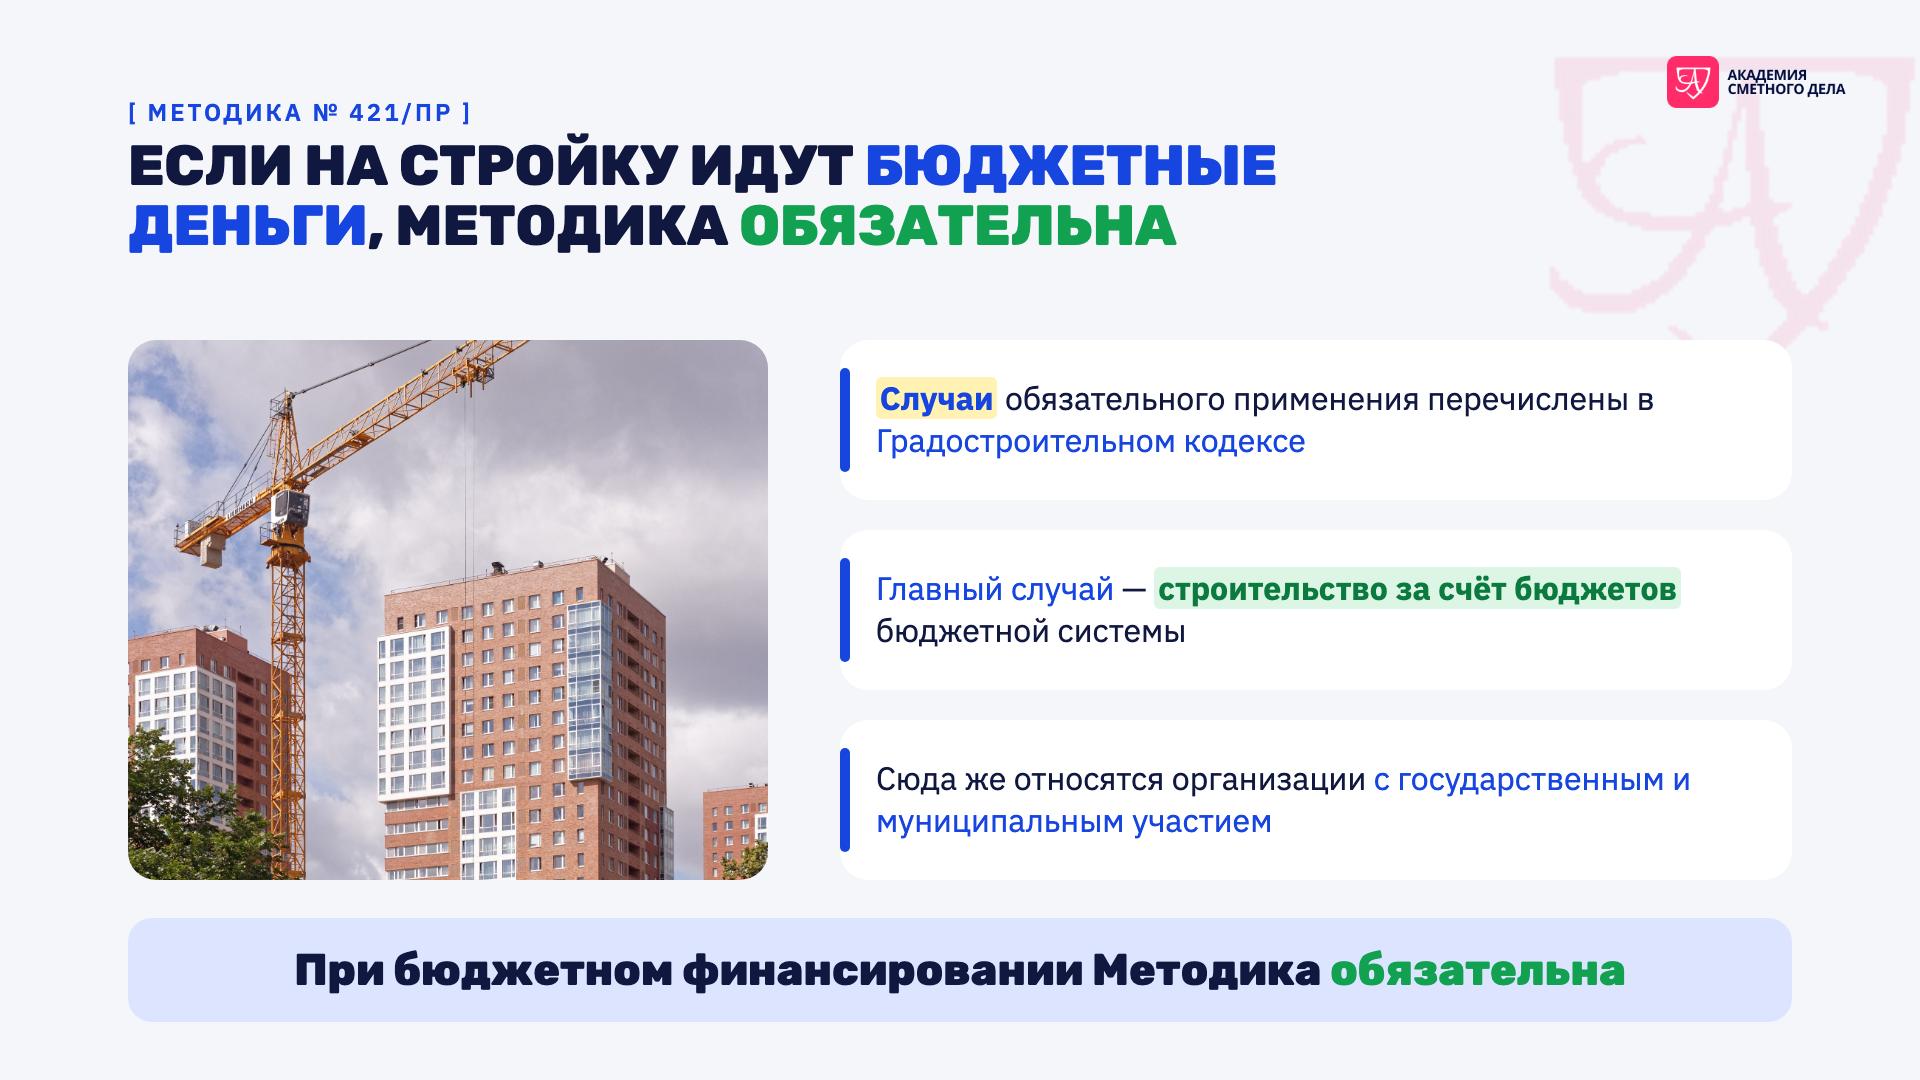 [ МЕТОДИКА № 421/ПР ]
ЕСЛИ НА СТРОЙКУ ИДУТ БЮДЖЕТНЫЕ
ДЕНЬГИ, МЕТОДИКА ОБЯЗАТЕЛЬНА
АКАДЕМИЯ
СМЕТНОГО ДЕЛА
Случаи обязательного применения перечислены в
Градостроительном кодексе
Главный случай — строительство за счёт бюджетов
бюджетной системы
Сюда же относятся организации с государственным и
муниципальным участием
При бюджетном финансировании Методика обязательна